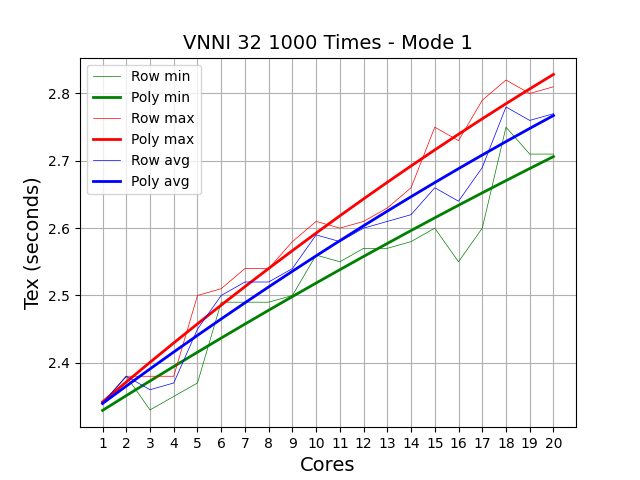 VNNI 32 1000 Times - Mode 1
Row min
Poly min
Row max
Poly max
Row avg
Poly avg
Tex (seconds)
2.8
2.7
2.6
2.5
2.4
1 2 3 4 5 6 7 8 9 10 11 12 13 14 15 16 17 18 19 20
Cores